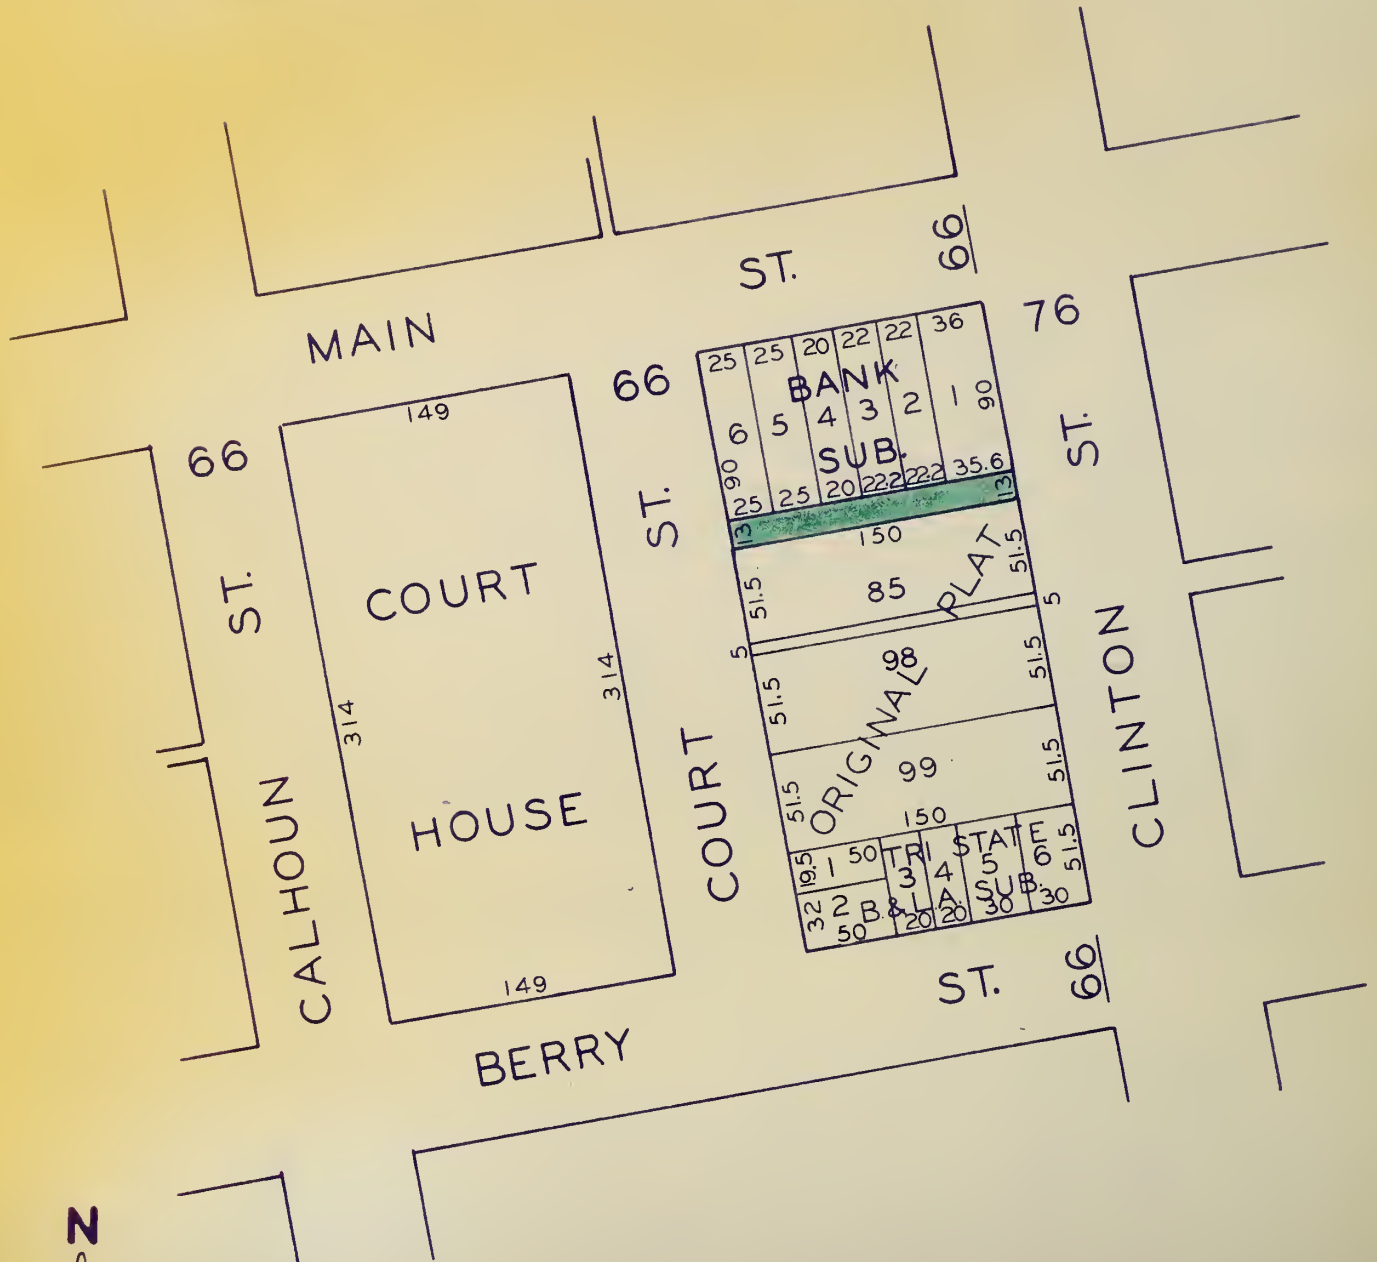 ST.
66
MAIN
76
66
66
149
25 25 20 22 22 36
BANK
6 5 4 3 2 1
90
90
SUB.
25 25 20 22.2 22.2 35.6
13
13
150
ST.
ST.
ST.
COURT
HOUSE
314
314
149
51.5
85
51.5
PLAT
5
5
98
51.5
51.5
ORIGINAL
99
51.5
51.5
150
19.5 1 50 TRI STATE
3 4 5 6 51.5
32 2 B. & L. A. SUB.
50 20 20 30 30
CALHOUN
COURT
CLINTON
ST.
66
BERRY
N